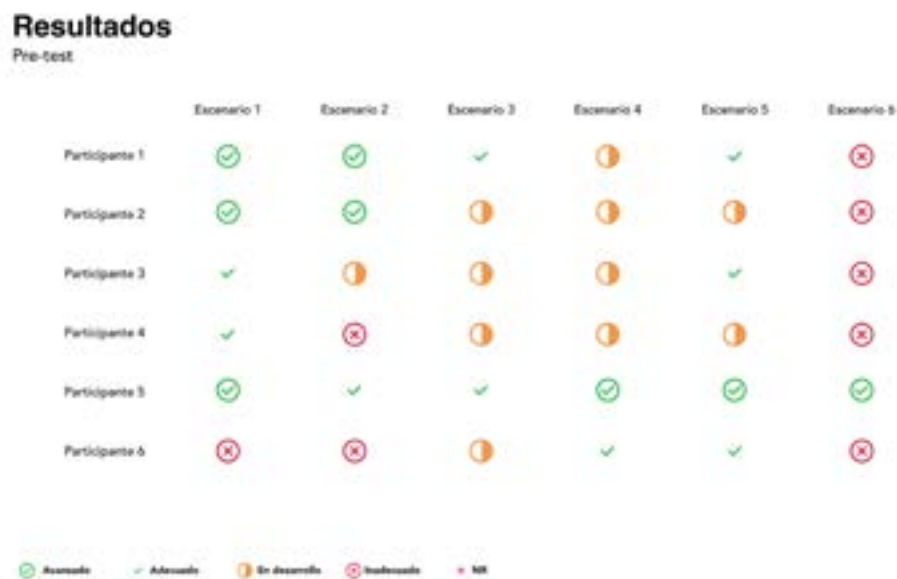 Resultados
Pre-test
Escenario 1 Escenario 2 Escenario 3 Escenario 4 Escenario 5 Escenario 6
Participante 1
Participante 2
Participante 3
Participante 4
Participante 5
Participante 6
Avanzado Adecuado En desarrollo Inadecuado NR